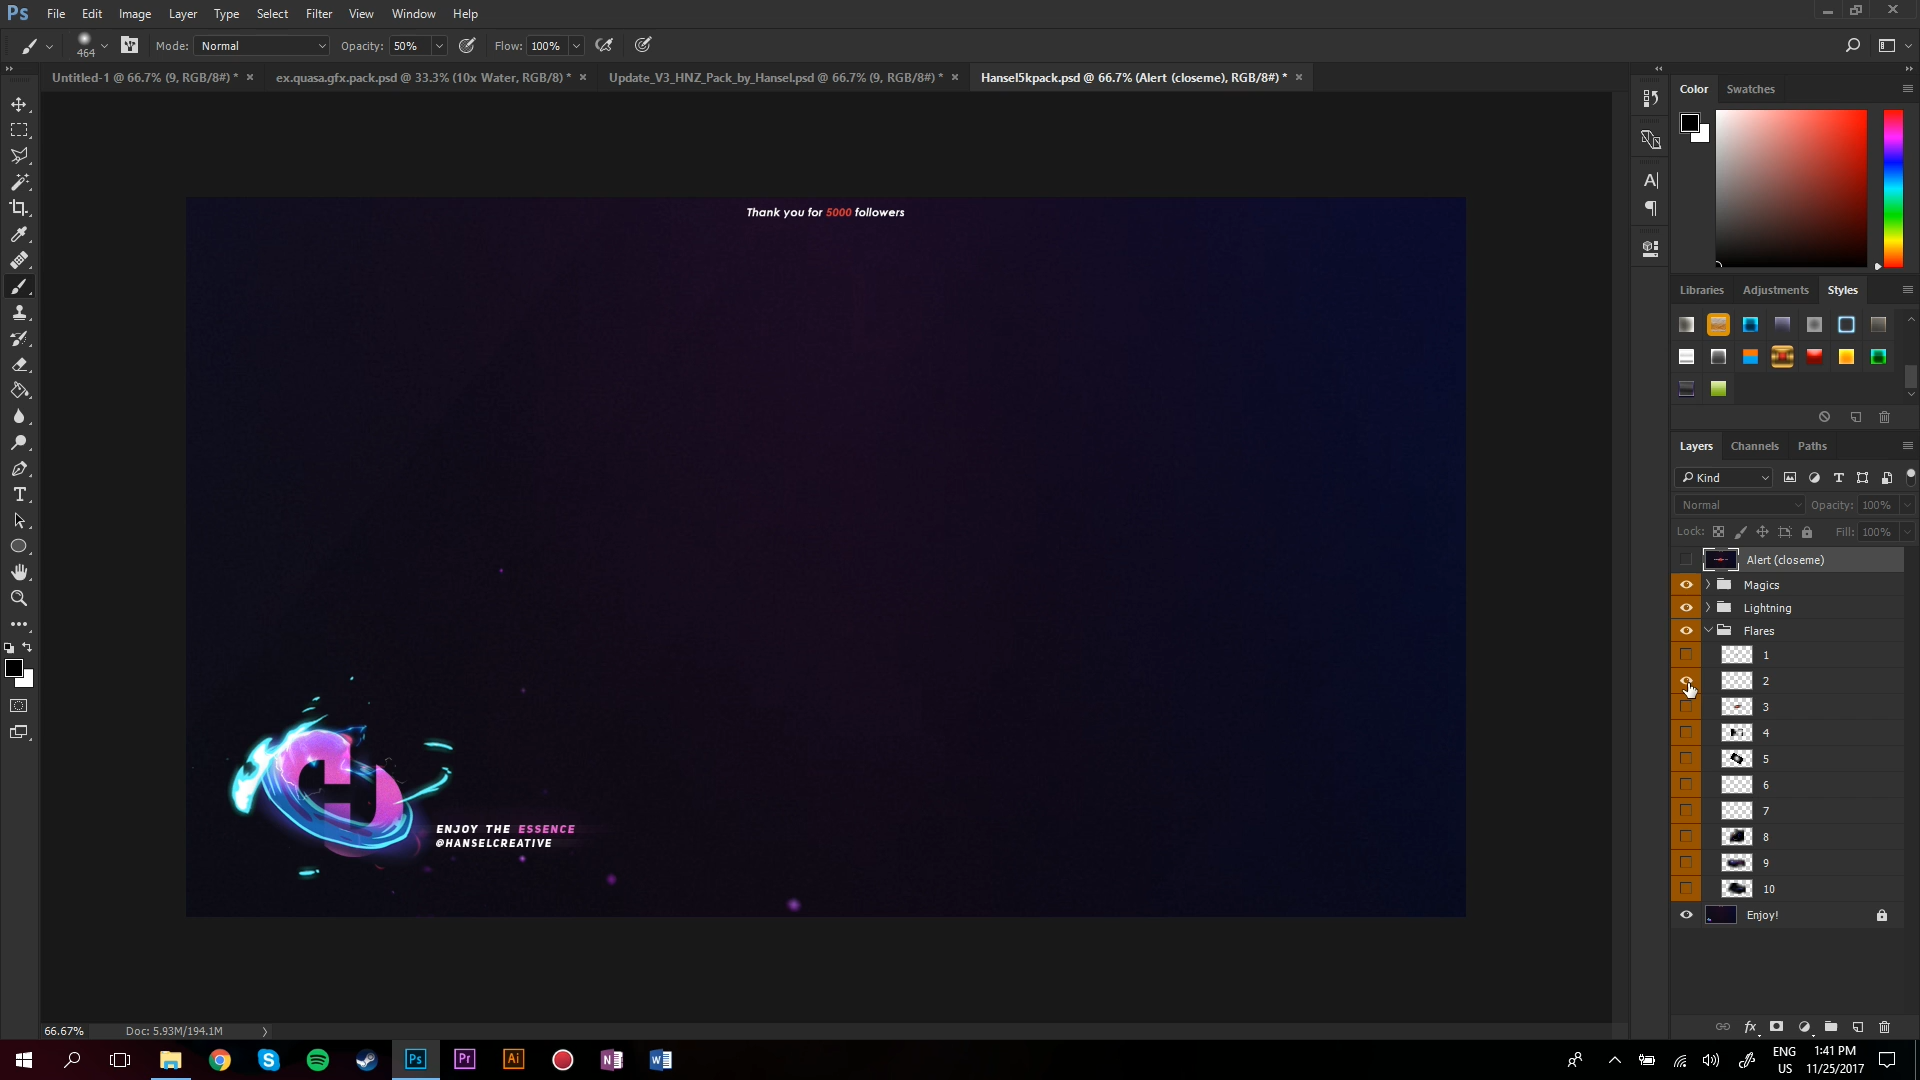 Ps File Edit Image Layer Type Select Filter View Window Help
464 Mode: Normal Opacity: 50% Flow: 100%
Untitled-1 @ 66.7% (9, RGB/8#) * × ex.quasa.gfx.pack.psd @ 33.3% (10x Water, RGB/8) * × Update_V3_HNZ_Pack_by_Hansel.psd @ 66.7% (9, RGB/8#) * × Hansel5kpack.psd @ 66.7% (Alert (closeme), RGB/8#) * ×
Color Swatches
Thank you for 5000 followers
Libraries Adjustments Styles
Layers Channels Paths
Kind
Normal Opacity: 100%
Lock: Fill: 100%
Alert (closeme)
Magics
Lightning
Flares
1
2
3
4
5
6
7
8
9
10
Enjoy!
ENJOY THE ESSENCE
@HANSELCREATIVE
66.67% Doc: 5.93M/194.1M
Ps Pr Ai N W
ENG
US
1:41 PM
11/25/2017